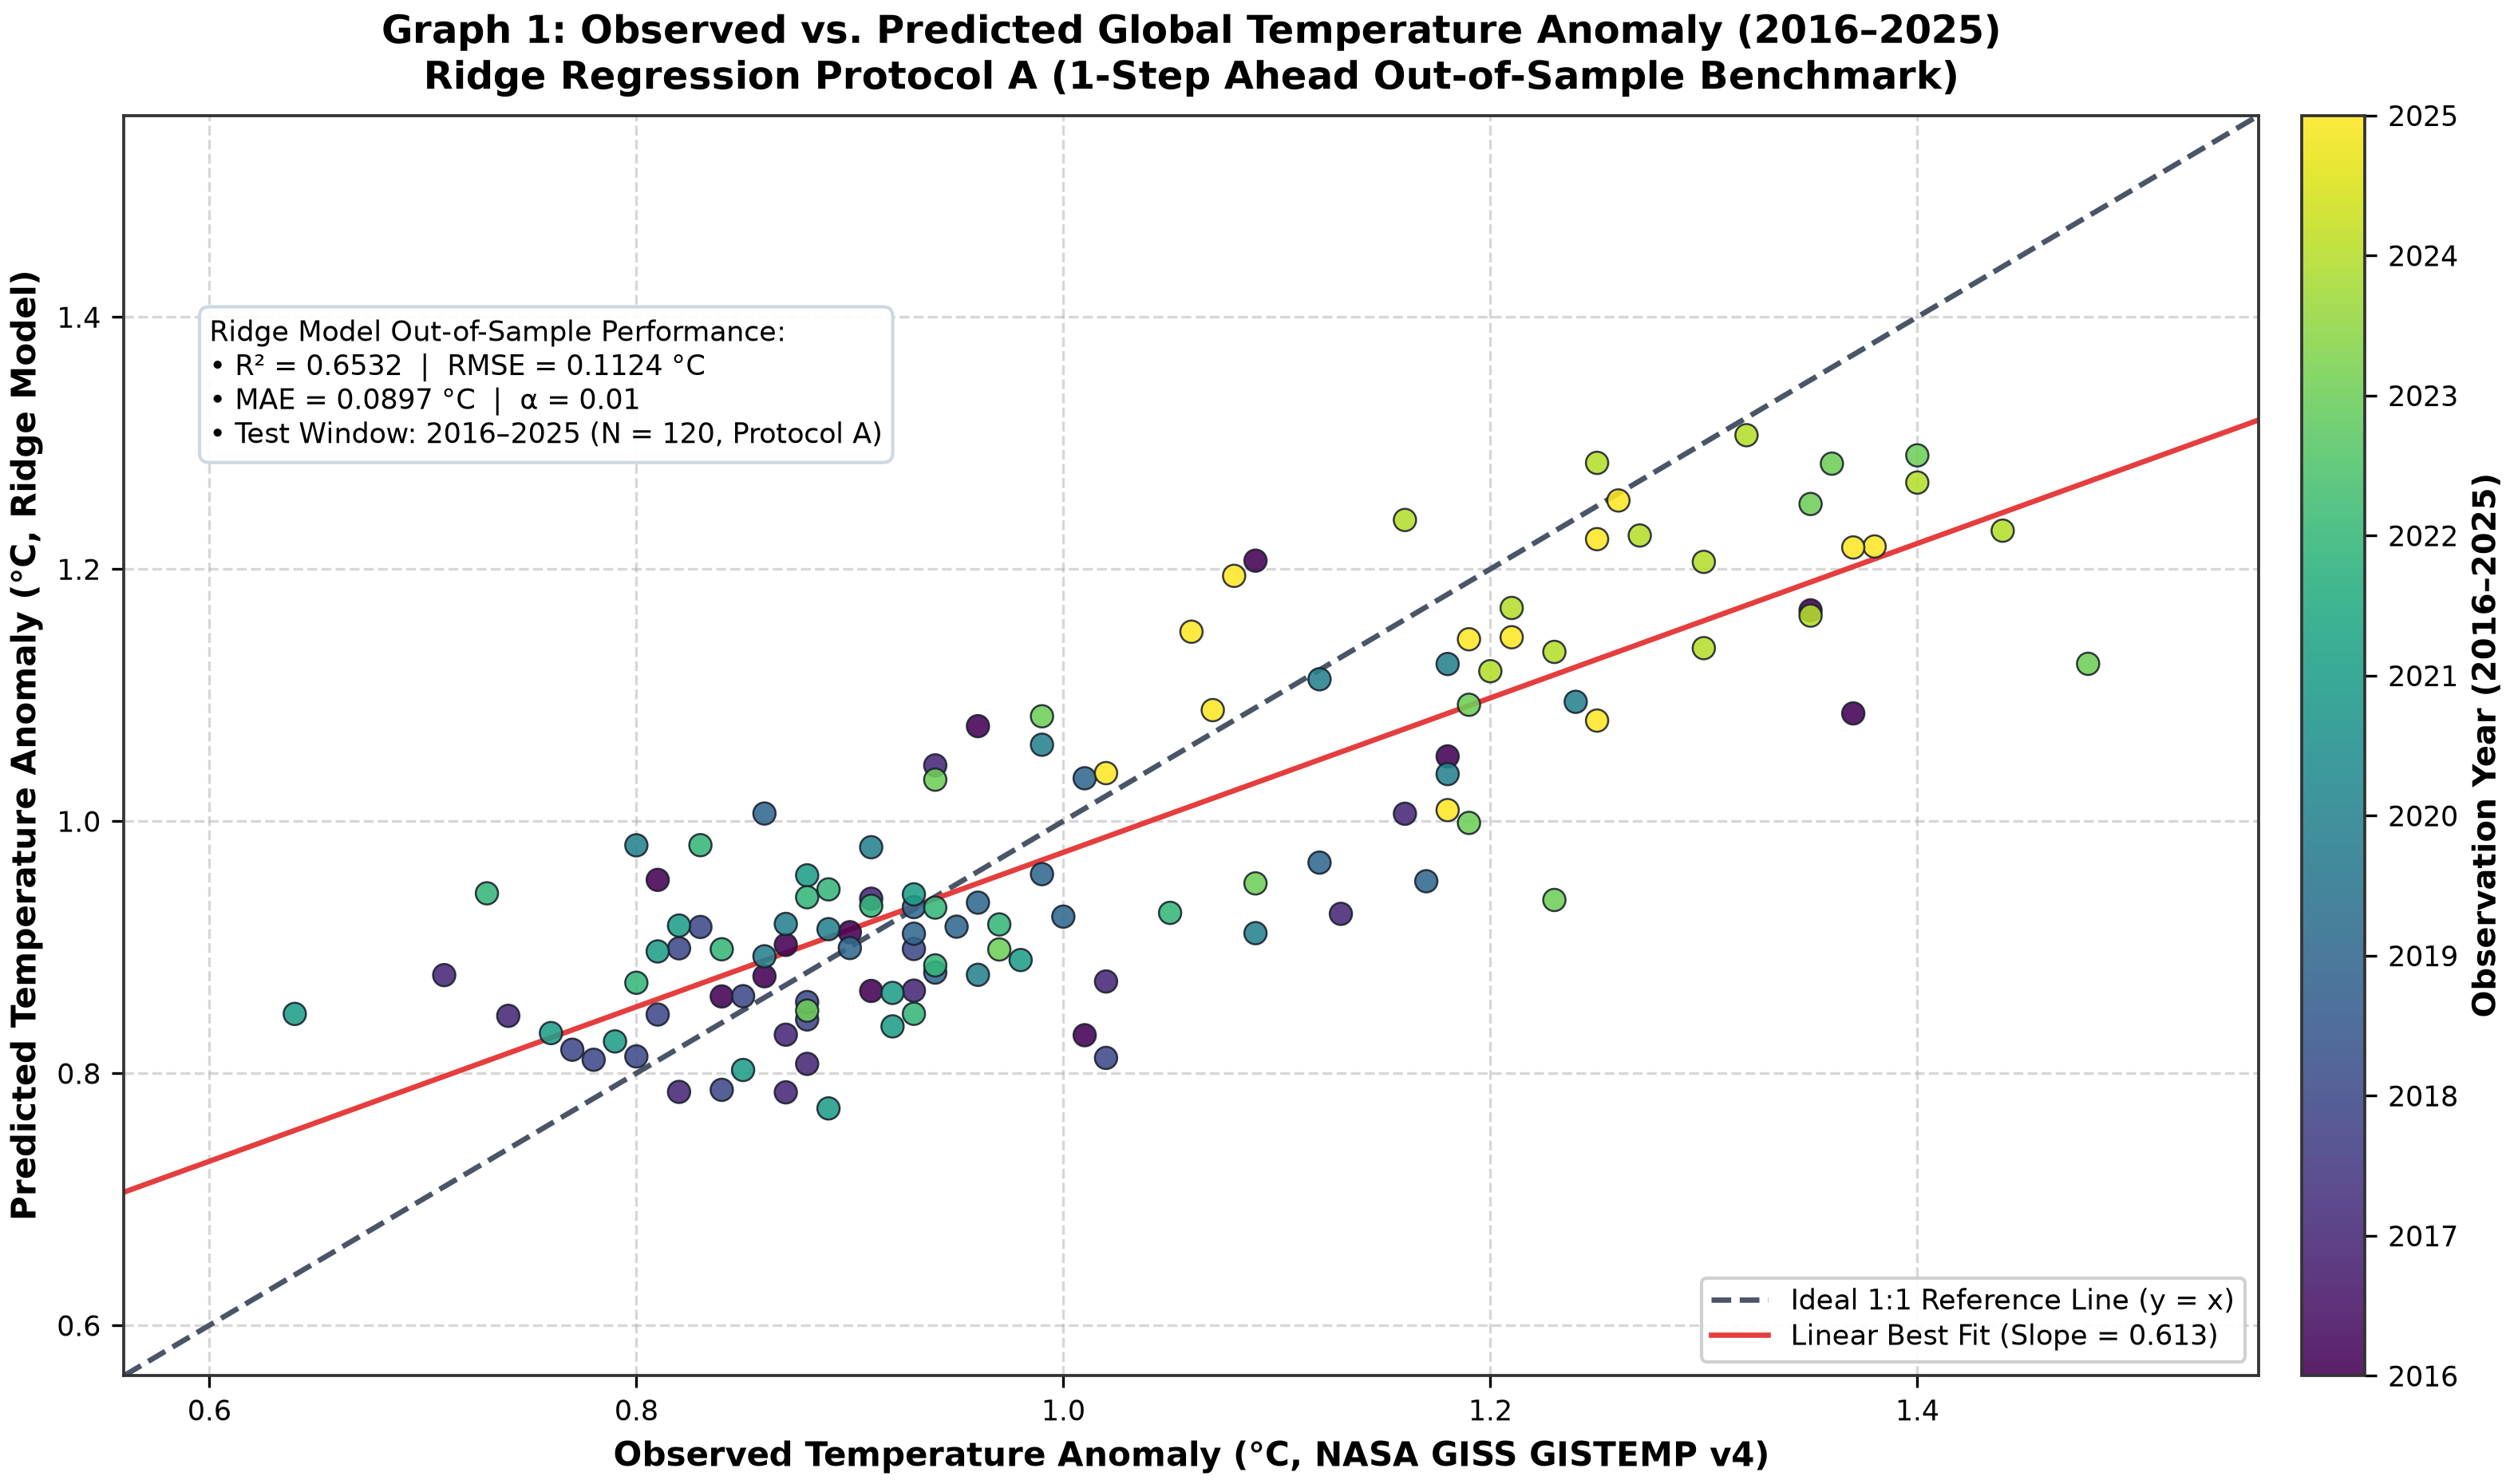 Graph 1: Observed vs. Predicted Global Temperature Anomaly (2016–2025)
Ridge Regression Protocol A (1-Step Ahead Out-of-Sample Benchmark)
Predicted Temperature Anomaly (°C, Ridge Model)
1.4
1.2
1.0
0.8
0.6
Ridge Model Out-of-Sample Performance:
• R² = 0.6532 | RMSE = 0.1124 °C
• MAE = 0.0897 °C | α = 0.01
• Test Window: 2016–2025 (N = 120, Protocol A)
Ideal 1:1 Reference Line (y = x)
Linear Best Fit (Slope = 0.613)
0.6 0.8 1.0 1.2 1.4
Observed Temperature Anomaly (°C, NASA GISS GISTEMP v4)
2025
2024
2023
2022
2021
2020
2019
2018
2017
2016
Observation Year (2016–2025)